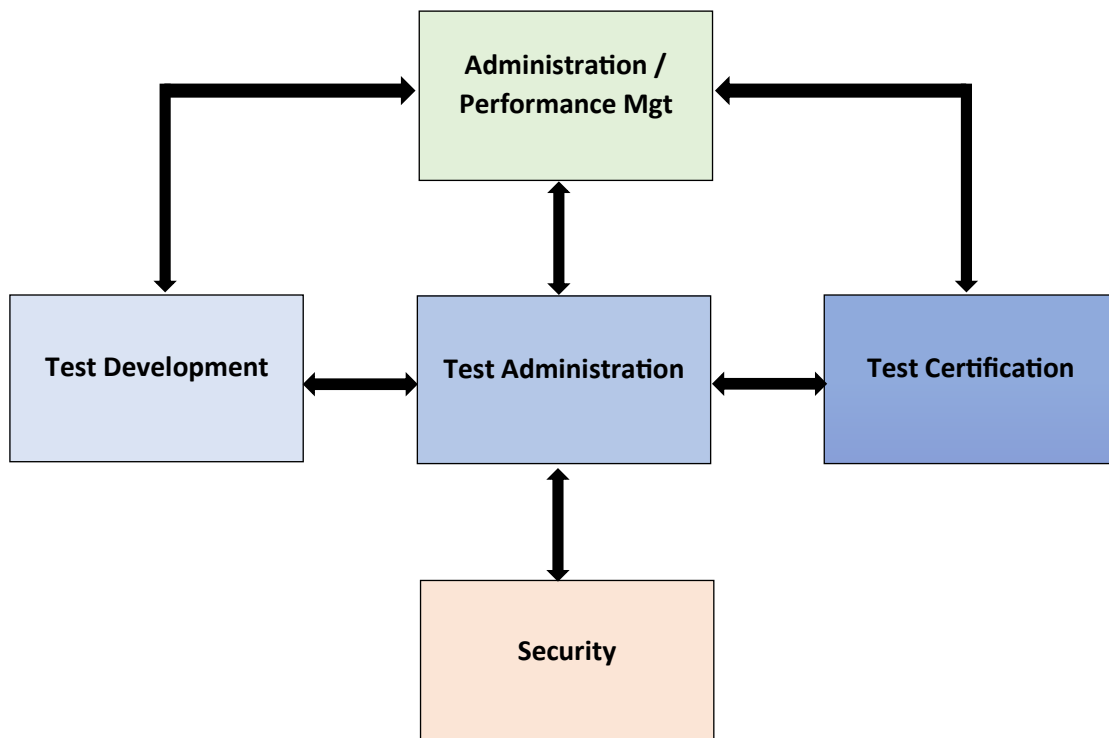 Administration /
Performance Mgt
Test Development
Test Administration
Test Certification
Security